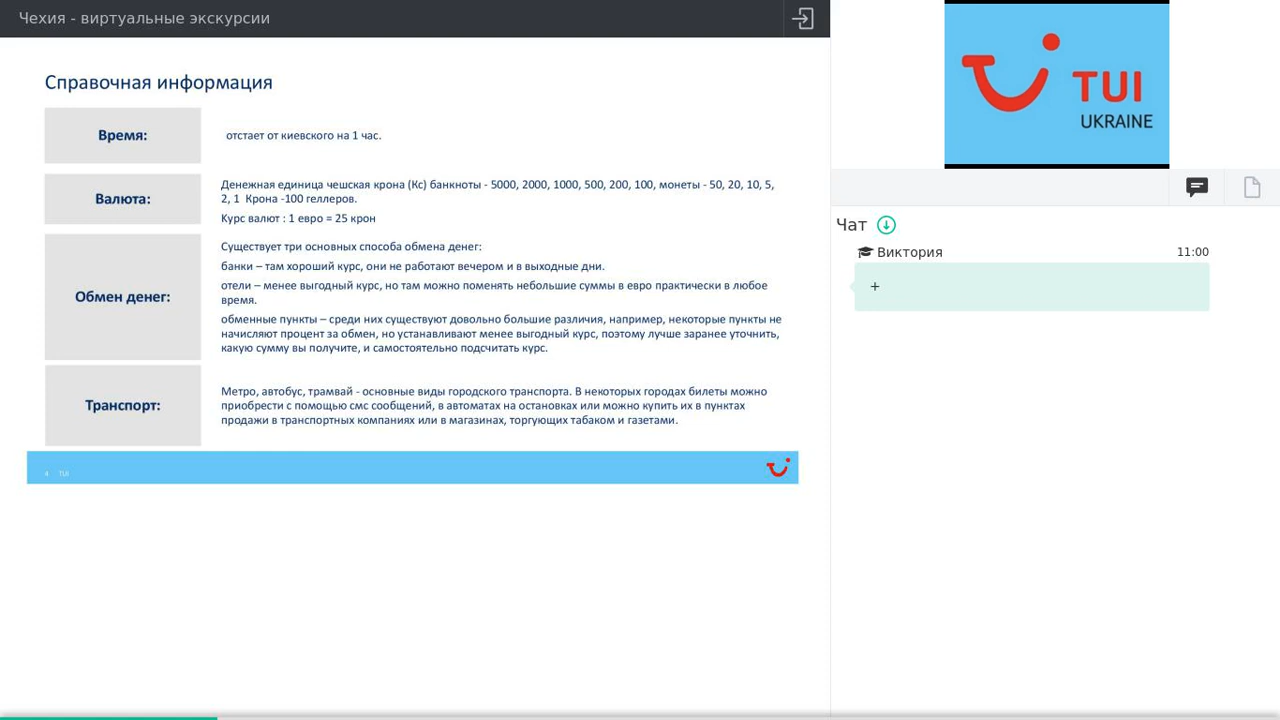 Чехия - виртуальные экскурсии
Справочная информация
Время:
отстает от киевского на 1 час.
Валюта:
Денежная единица чешская крона (Кс) банкноты - 5000, 2000, 1000, 500, 200, 100, монеты - 50, 20, 10, 5,
2, 1 Крона -100 геллеров.
Курс валют : 1 евро = 25 крон
Обмен денег:
Существует три основных способа обмена денег:
банки – там хороший курс, они не работают вечером и в выходные дни.
отели – менее выгодный курс, но там можно поменять небольшие суммы в евро практически в любое
время.
обменные пункты – среди них существуют довольно большие различия, например, некоторые пункты не
начисляют процент за обмен, но устанавливают менее выгодный курс, поэтому лучше заранее уточнить,
какую сумму вы получите, и самостоятельно подсчитать курс.
Транспорт:
Метро, автобус, трамвай - основные виды городского транспорта. В некоторых городах билеты можно
приобрести с помощью смс сообщений, в автоматах на остановках или можно купить их в пунктах
продажи в транспортных компаниях или в магазинах, торгующих табаком и газетами.
4 TUI
TUI
UKRAINE
Чат
Виктория 11:00
+